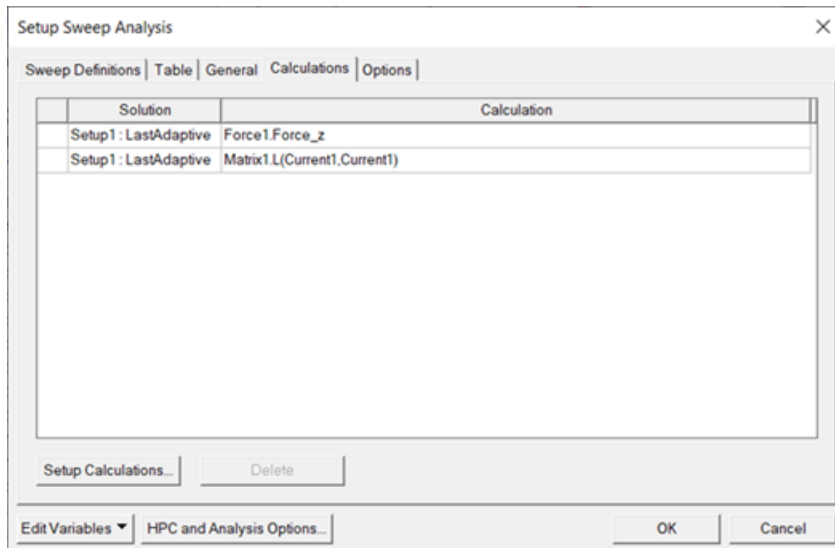 Setup Sweep Analysis
Sweep Definitions Table General Calculations Options
Solution Calculation
Setup1 : LastAdaptive Force1.Force_z
Setup1 : LastAdaptive Matrix1.L(Current1,Current1)
Setup Calculations... Delete
Edit Variables HPC and Analysis Options... OK Cancel